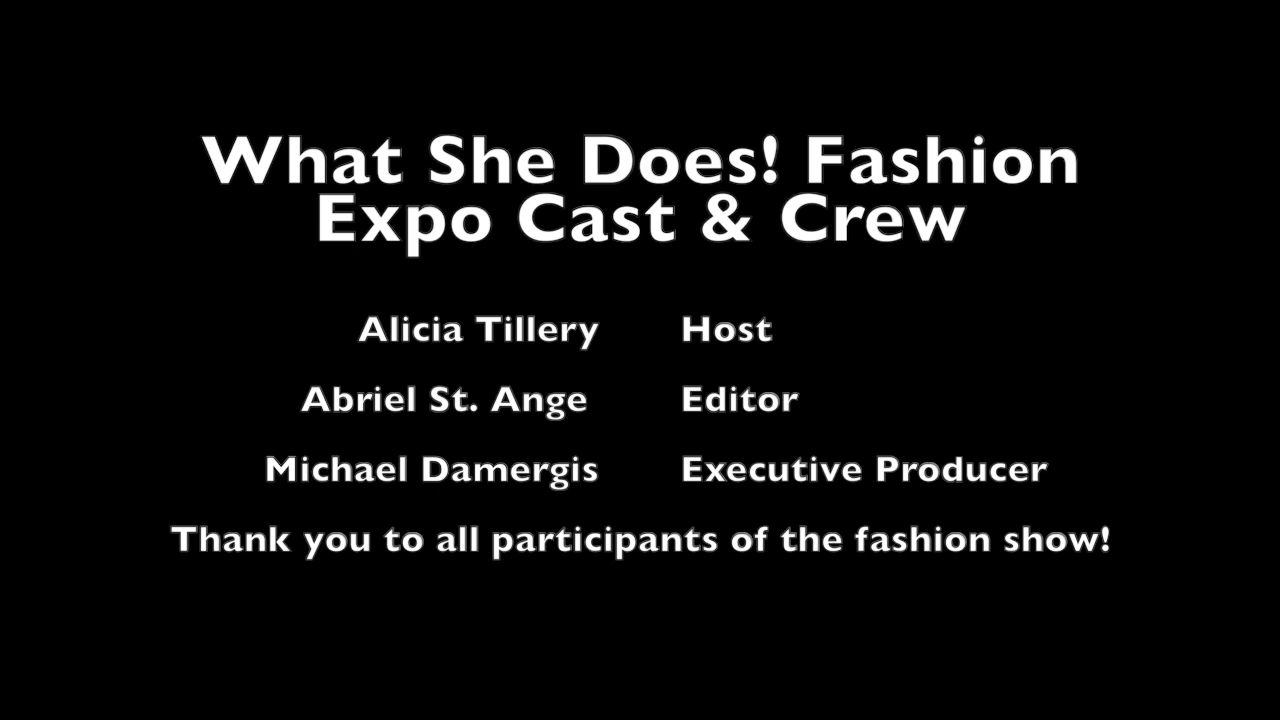 What She Does! Fashion
Expo Cast & Crew
Alicia Tillery Host
Abriel St. Ange Editor
Michael Damergis Executive Producer
Thank you to all participants of the fashion show!